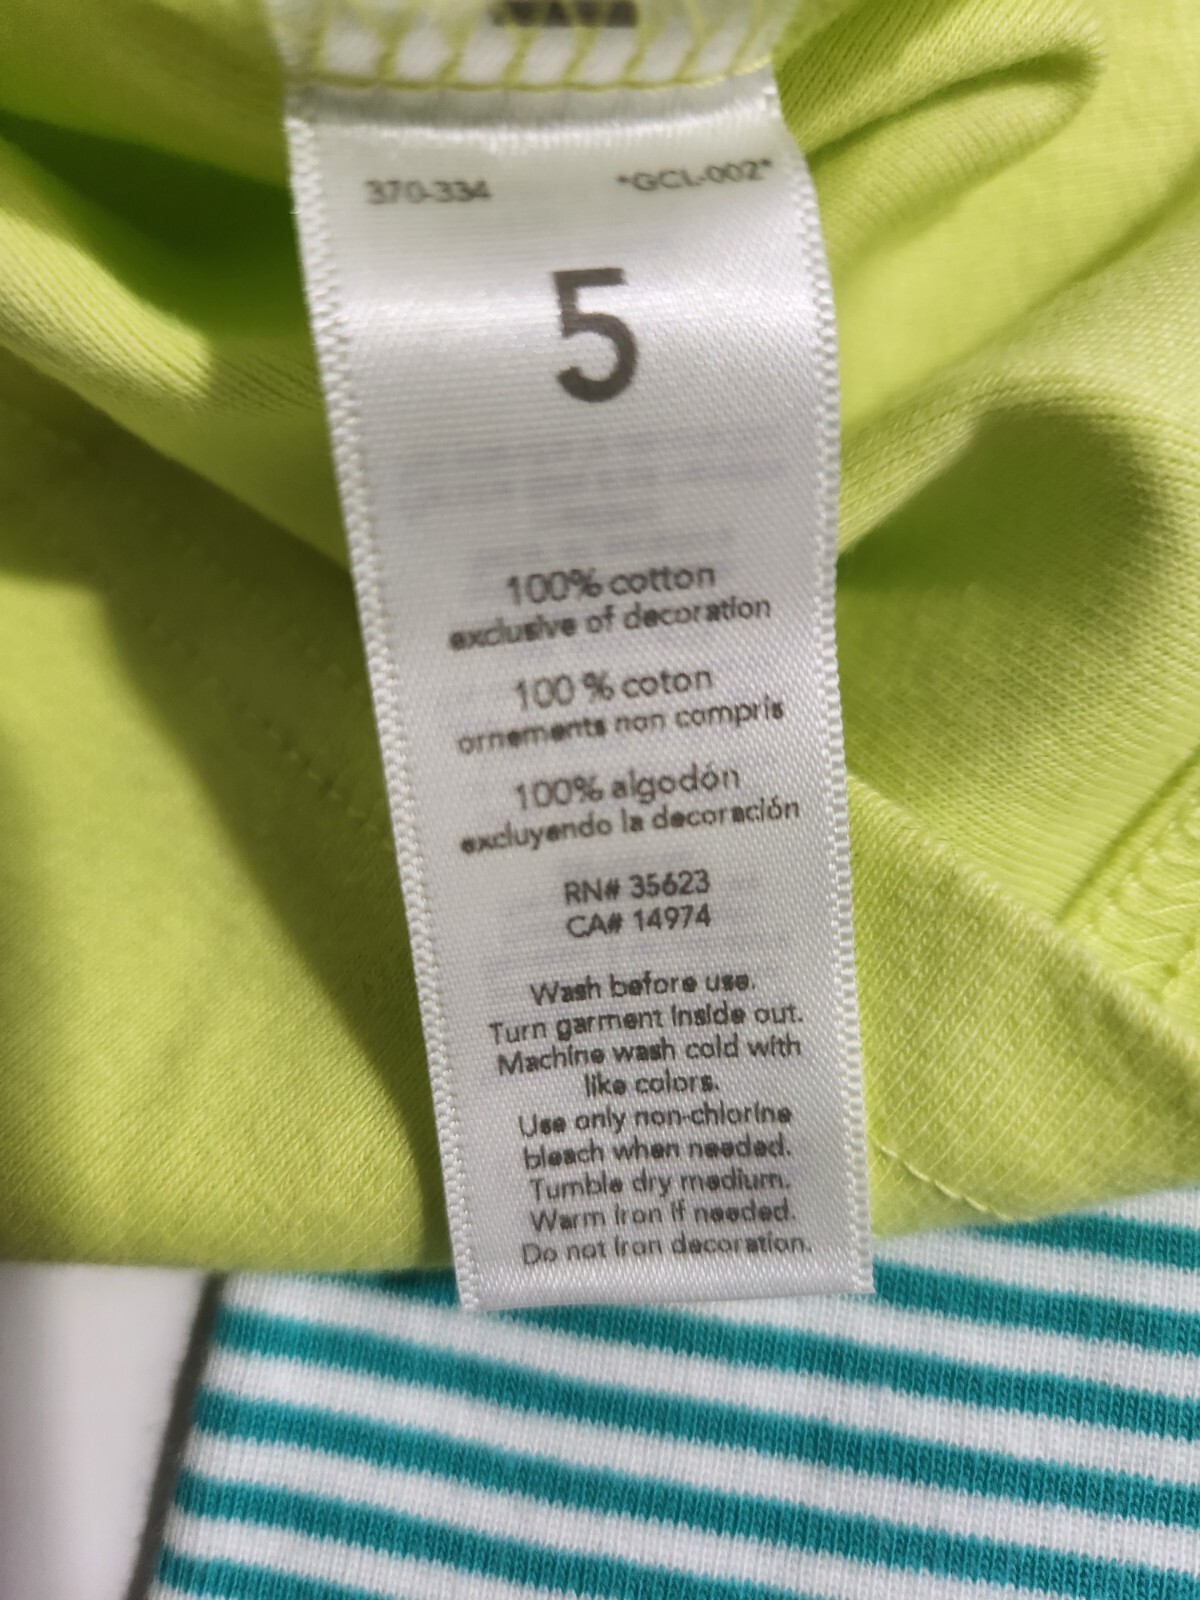 370-334 *GCL-002*
5
100% cotton
exclusive of decoration
100 % coton
ornements non compris
100% algodón
excluyendo la decoración
RN# 35623
CA# 14974
Wash before use.
Turn garment inside out.
Machine wash cold with
like colors.
Use only non-chlorine
bleach when needed.
Tumble dry medium.
Warm iron if needed.
Do not iron decoration.